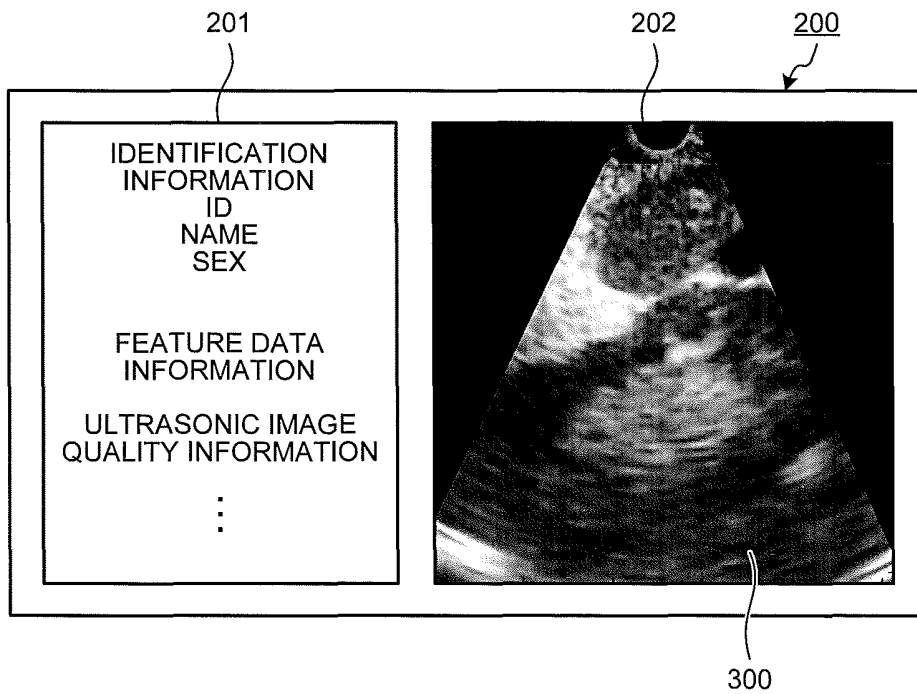 201
202
200
IDENTIFICATION
INFORMATION
ID
NAME
SEX
FEATURE DATA
INFORMATION
ULTRASONIC IMAGE
QUALITY INFORMATION
⋮
300